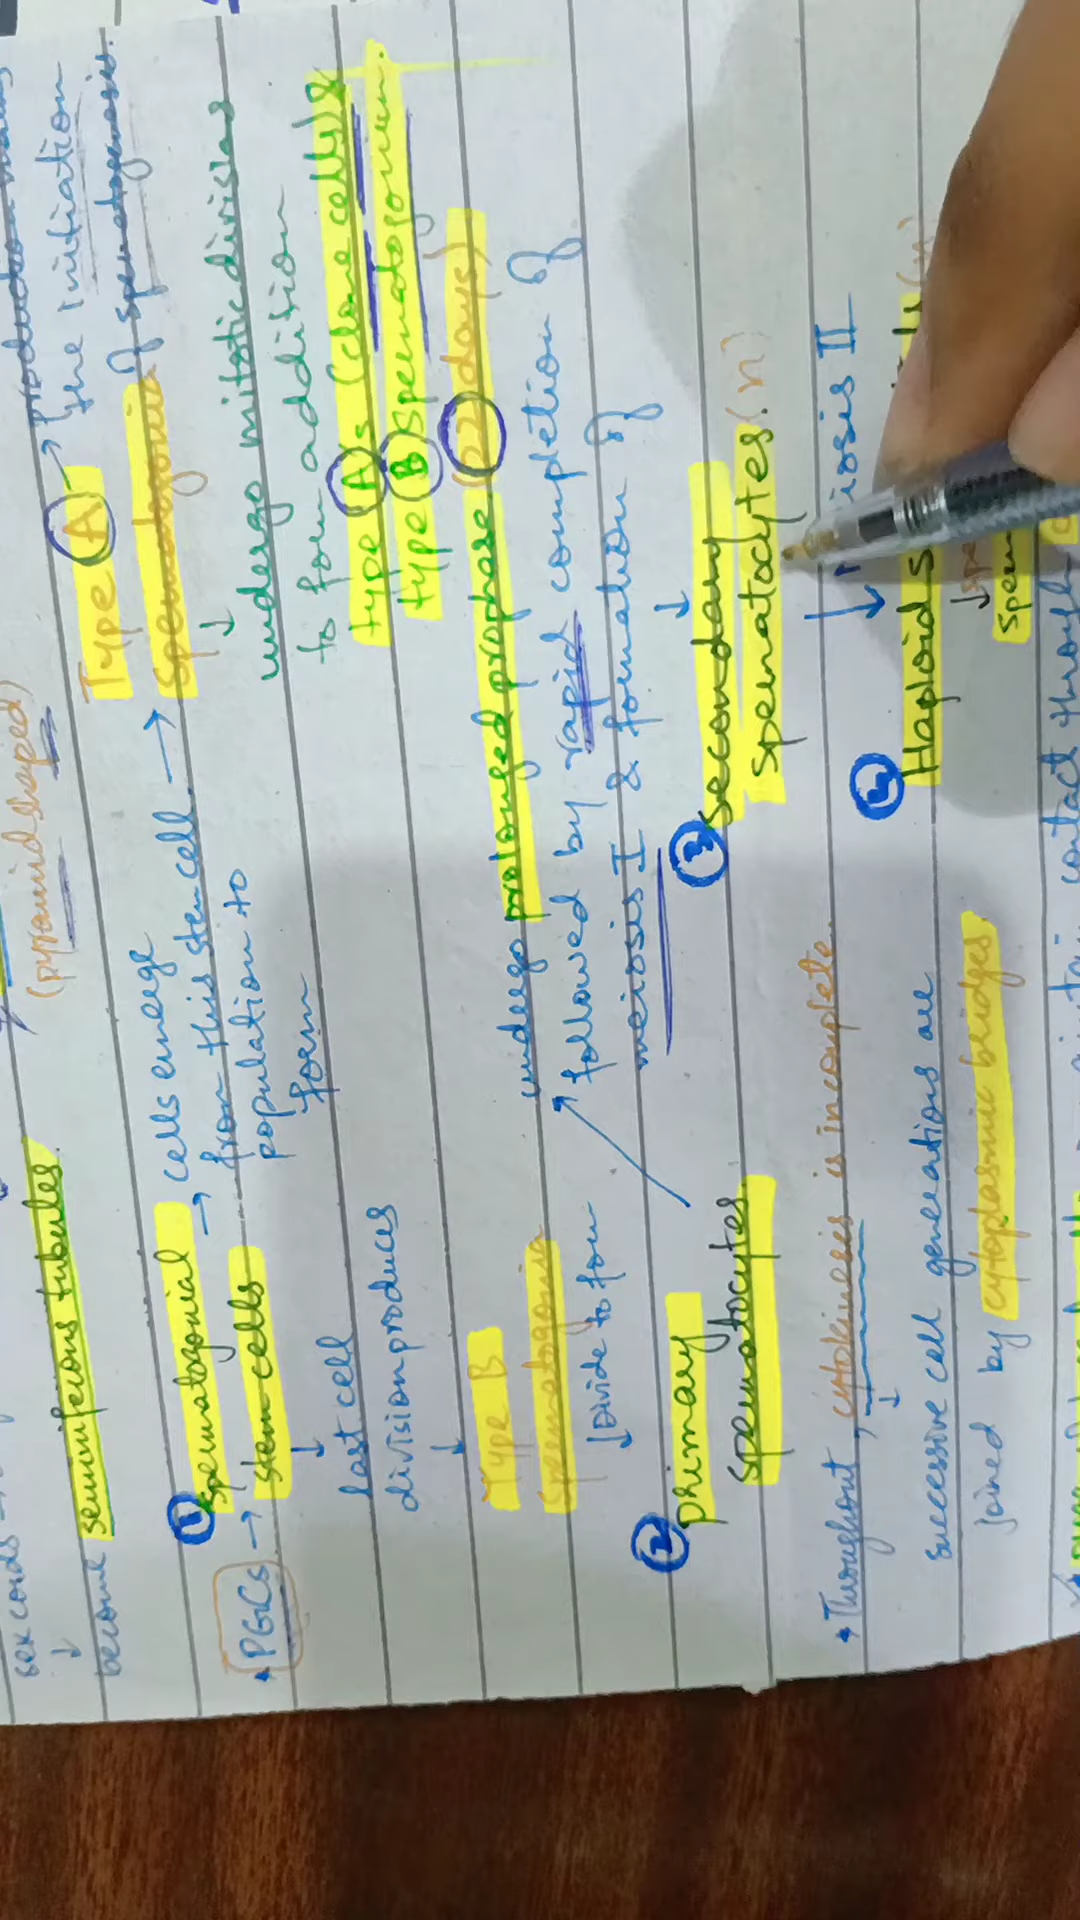 sex cords
↓
become seminiferous tubules.
(pyramid shaped)
* PGCs → ① spermatogonial stem cells → cells emerge from this stem cell → population to form
Type A spermatogonia → production
the initiation
of spermatogenesis.
↓
undergo mitotic divisions
to form addition
type A's (clone cells) &
type B spermatogonia.
↓
last cell
division produces
↓
Type B
spermatogonia
↓ Divide to form
② primary
spermatocytes
undergo prolonged prophase (22 days)
followed by rapid completion of
meiosis I & formation of
↓
③ secondary
spermatocytes. (n)
↓ meiosis II
④ Haploid
↓
* Throughout, cytokinesis is incomplete.
↓
successive cell generations are
joined by cytoplasmic bridges.
contact through